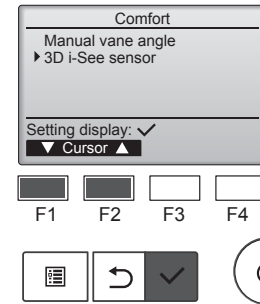 Comfort
Manual vane angle
3D i-See sensor
Setting display: ✓
▼ Cursor ▲
F1 F2 F3 F4